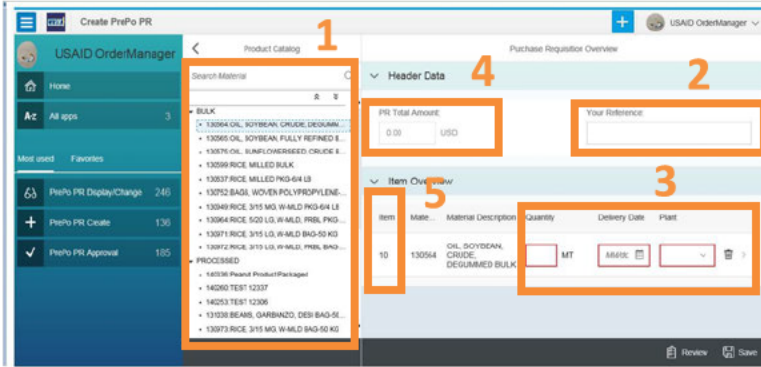 Create PrePo PR
USAID OrderManager
USAID OrderManager
Home
A-z All apps 3
Most used Favorites
PrePo PR Display/Change 246
PrePo PR Create 136
PrePo PR Approval 185
1
Product Catalog
Search Material
BULK
130564:OIL, SOYBEAN, CRUDE, DEGUMM...
130565:OIL, SOYBEAN, FULLY REFINED B...
130575:OIL, SUNFLOWERSEED, CRUDE B...
130599:RICE, MILLED BULK
130637:RICE, MILLED PKG-6/4 LB
130752:BAGS, WOVEN POLYPROPYLENE-...
130949:RICE, 3/15 MG, W-MLD PKG-6/4 LB
130964:RICE, 5/20 LG, W-MLD, PRBL PKG-...
130971:RICE, 3/15 LG, W-MLD BAG-50 KG
130972:RICE, 3/15 LG, W-MLD, PRBL BAG-...
PROCESSED
140336:Peanut Product Packaged
140260:TEST 12337
140253:TEST 12306
131038:BEANS, GARBANZO, DESI BAG-50...
130973:RICE, 3/15 MG, W-MLD BAG-50 KG
Purchase Requisition Overview
Header Data
4
2
PR Total Amount:
0.00 USD
Your Reference:
Item Overview
5
3
Item Mate... Material Description Quantity Delivery Date Plant
10 130564 OIL, SOYBEAN,
CRUDE,
DEGUMMED BULK
MT
Review Save